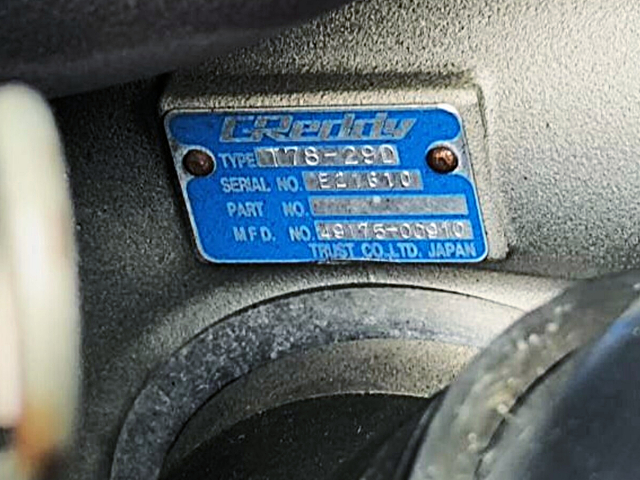 GReddy
TYPE T78-29D
SERIAL NO. E21610
PART NO.
MFD. NO. 49175-00910
TRUST CO.,LTD. JAPAN